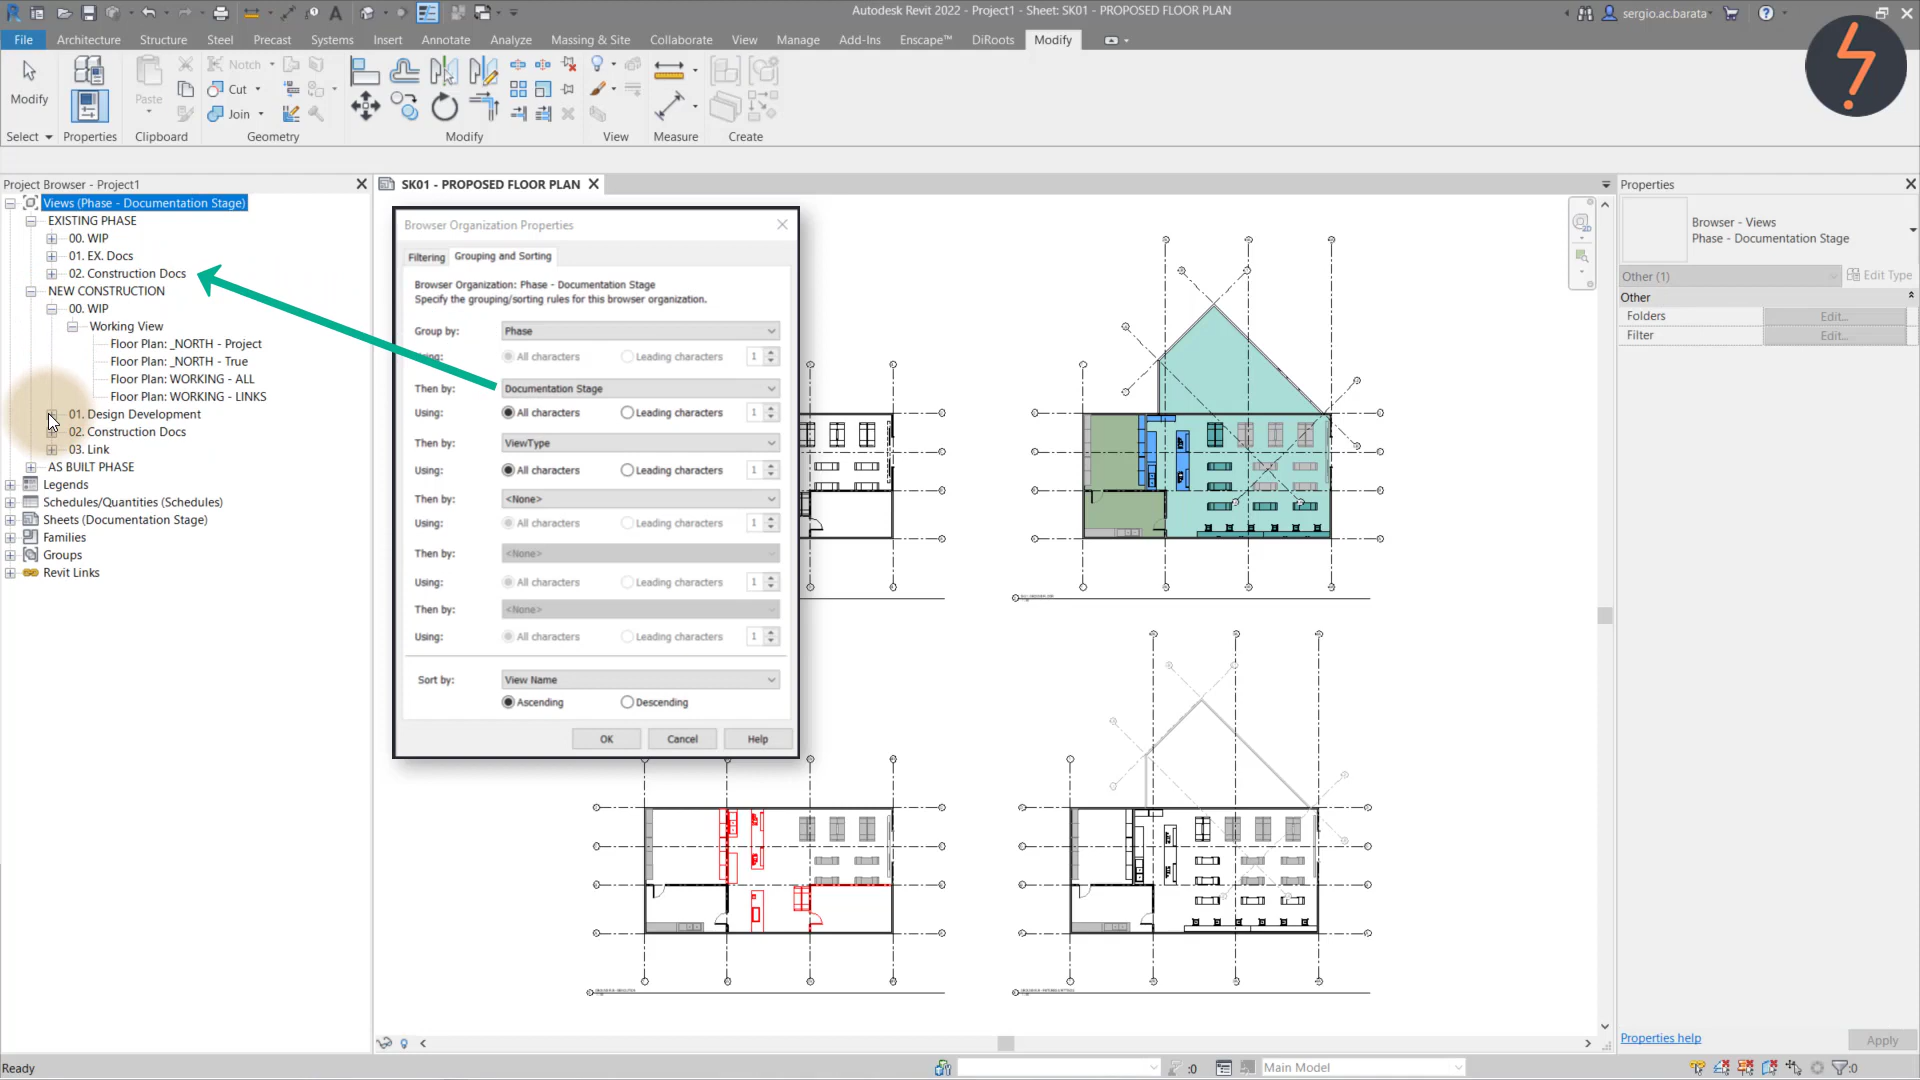 Autodesk Revit 2022 - Project1 - Sheet: SK01 - PROPOSED FLOOR PLAN
sergio.ac.barata
File Architecture Structure Steel Precast Systems Insert Annotate Analyze Massing & Site Collaborate View Manage Add-Ins Enscape™ DiRoots Modify
Modify
Paste
Notch
Cut
Join
Select Properties Clipboard Geometry Modify View Measure Create
Project Browser - Project1
Views (Phase - Documentation Stage)
EXISTING PHASE
00. WIP
01. EX. Docs
02. Construction Docs
NEW CONSTRUCTION
00. WIP
Working View
Floor Plan: _NORTH - Project
Floor Plan: _NORTH - True
Floor Plan: WORKING - ALL
Floor Plan: WORKING - LINKS
01. Design Development
02. Construction Docs
03. Link
AS BUILT PHASE
Legends
Schedules/Quantities (Schedules)
Sheets (Documentation Stage)
Families
Groups
Revit Links
SK01 - PROPOSED FLOOR PLAN
Browser Organization Properties
Filtering Grouping and Sorting
Browser Organization: Phase - Documentation Stage
Specify the grouping/sorting rules for this browser organization.
Group by: Phase
Using: All characters Leading characters 1
Then by: Documentation Stage
Using: All characters Leading characters 1
Then by: ViewType
Using: All characters Leading characters 1
Then by: <None>
Using: All characters Leading characters 1
Then by: <None>
Using: All characters Leading characters 1
Then by: <None>
Using: All characters Leading characters 1
Sort by: View Name
Ascending Descending
OK Cancel Help
Properties
Browser - Views
Phase - Documentation Stage
Other (1) Edit Type
Other
Folders Edit...
Filter Edit...
Properties help Apply
Ready
:0
Main Model
:0